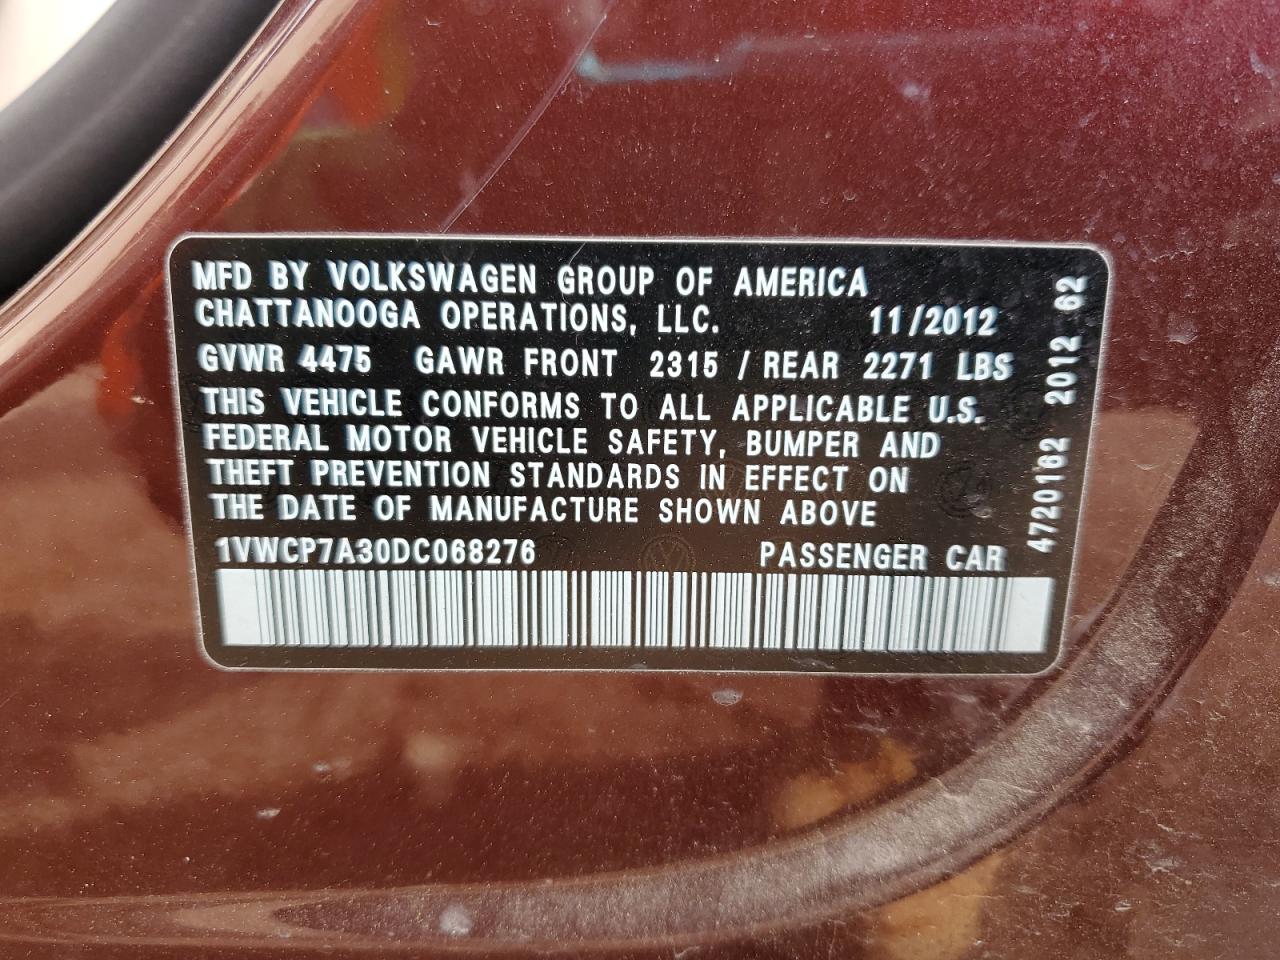 MFD BY VOLKSWAGEN GROUP OF AMERICA
CHATTANOOGA OPERATIONS, LLC. 11/2012
GVWR 4475 GAWR FRONT 2315 / REAR 2271 LBS
THIS VEHICLE CONFORMS TO ALL APPLICABLE U.S.
FEDERAL MOTOR VEHICLE SAFETY, BUMPER AND
THEFT PREVENTION STANDARDS IN EFFECT ON
THE DATE OF MANUFACTURE SHOWN ABOVE
1VWCP7A30DC068276 PASSENGER CAR
4720162 2012 62